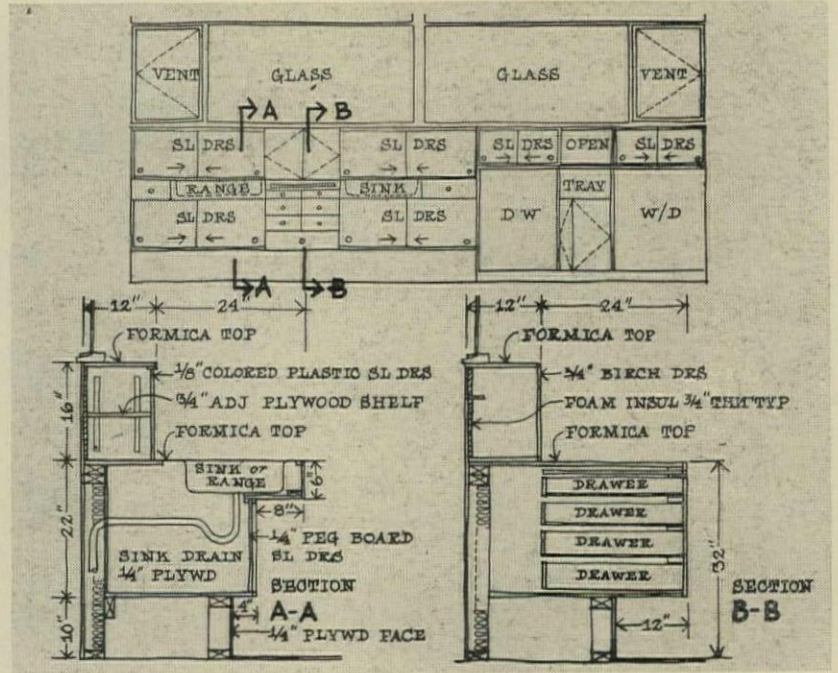 VENT GLASS GLASS VENT
A B
SL DRS SL DRS SL DRS OPEN SL DRS
RANGE SINK TRAY
SL DRS SL DRS DW W/D
A B
12" 24"
FORMICA TOP
1/8" COLORED PLASTIC SL DRS
3/4" ADJ PLYWOOD SHELF
FORMICA TOP
16"
SINK or
RANGE
6"
8"
22"
1/4" PEG BOARD
SL DRS
SINK DRAIN
1/4" PLYWD
SECTION
A-A
4"
1/4" PLYWD FACE
10"
12" 24"
FORMICA TOP
3/4" BIRCH DRS
FOAM INSUL 3/4" THK TYP
FORMICA TOP
DRAWER
DRAWER
DRAWER
DRAWER
32"
SECTION
B-B
12"